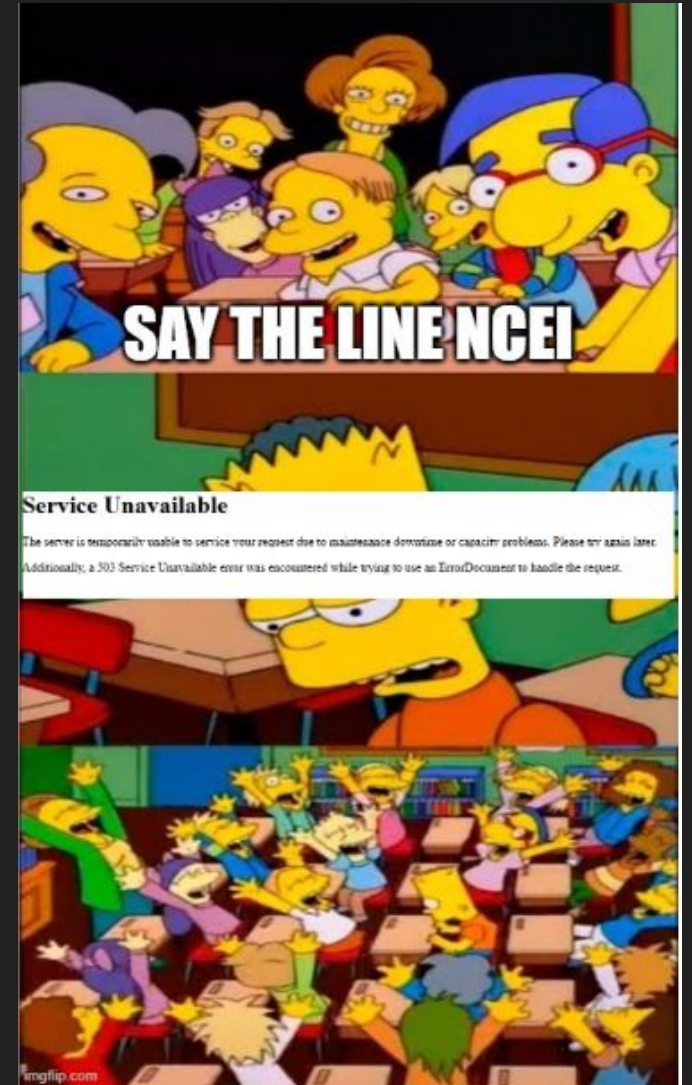 SAY THE LINE NCEI
Service Unavailable
The server is temporarily unable to service your request due to maintenance downtime or capacity problems. Please try again later.
Additionally, a 503 Service Unavailable error was encountered while trying to use an ErrorDocument to handle the request.
imgflip.com